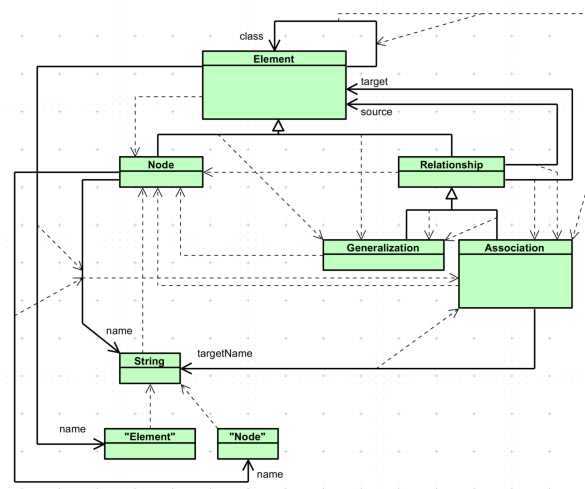 class
Element
target
source
Node
Relationship
Generalization
Association
name
targetName
String
name
"Element"
"Node"
name